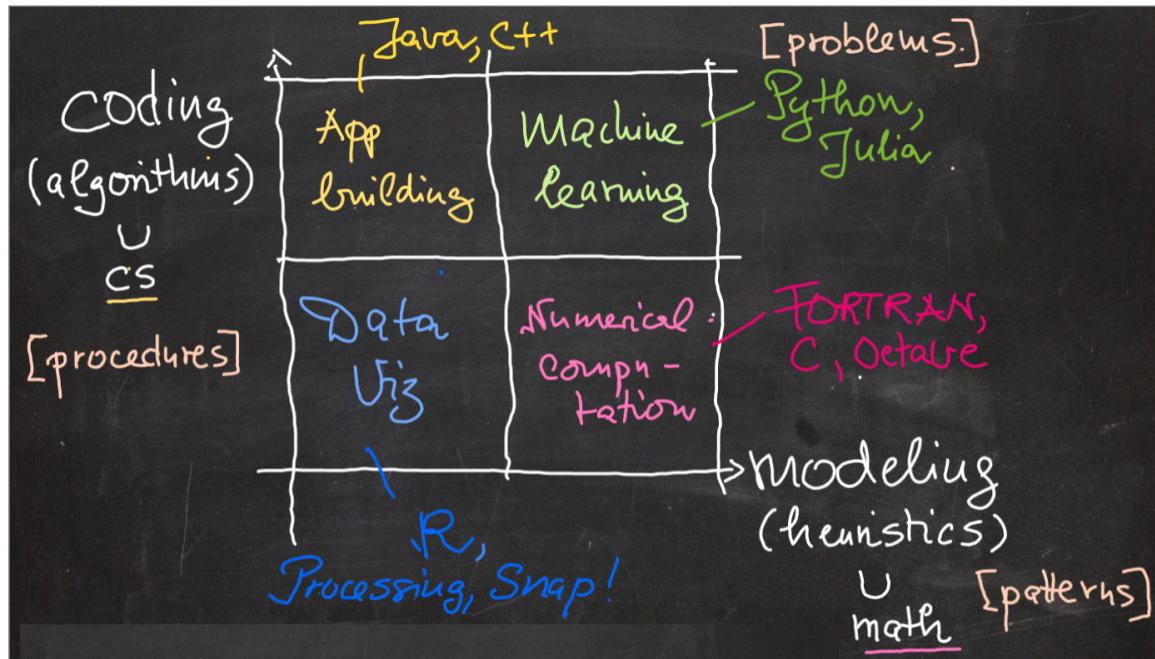 Java, C++
[problems.]
coding
(algorithms)
∪
CS
[procedures]
App
building
Machine
learning
Python,
Julia
Data
Viz
Numerical
compu-
tation
FORTRAN,
C, Octave
modeling
(heuristics)
∪
math
[patterns]
R,
Processing, Snap!